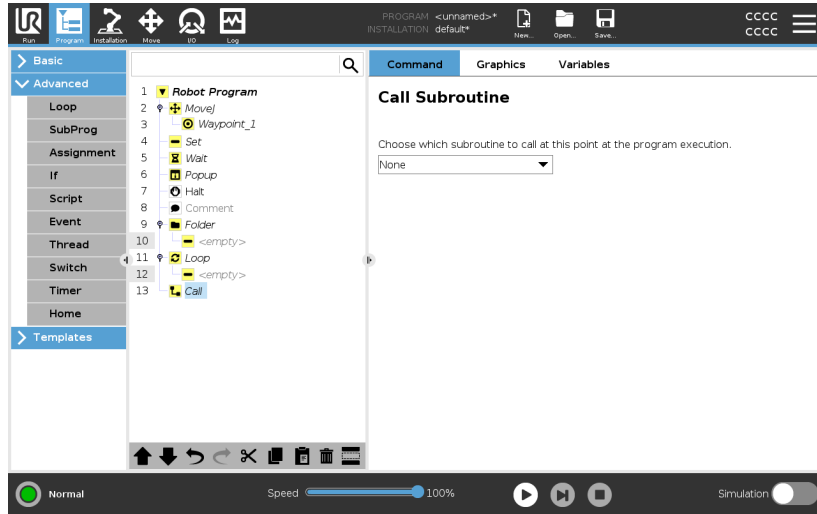 PROGRAM <unnamed>*
INSTALLATION default*
UR
Run
Program
Installation
Move
I/O
Log
New...
Open...
Save...
cccc
cccc
Basic
Advanced
Loop
SubProg
Assignment
If
Script
Event
Thread
Switch
Timer
Home
Templates
1 Robot Program
2 MoveJ
3 Waypoint_1
4 Set
5 Wait
6 Popup
7 Halt
8 Comment
9 Folder
10 <empty>
11 Loop
12 <empty>
13 Call
Command Graphics Variables
Call Subroutine
Choose which subroutine to call at this point at the program execution.
None
Normal
Speed 100%
Simulation